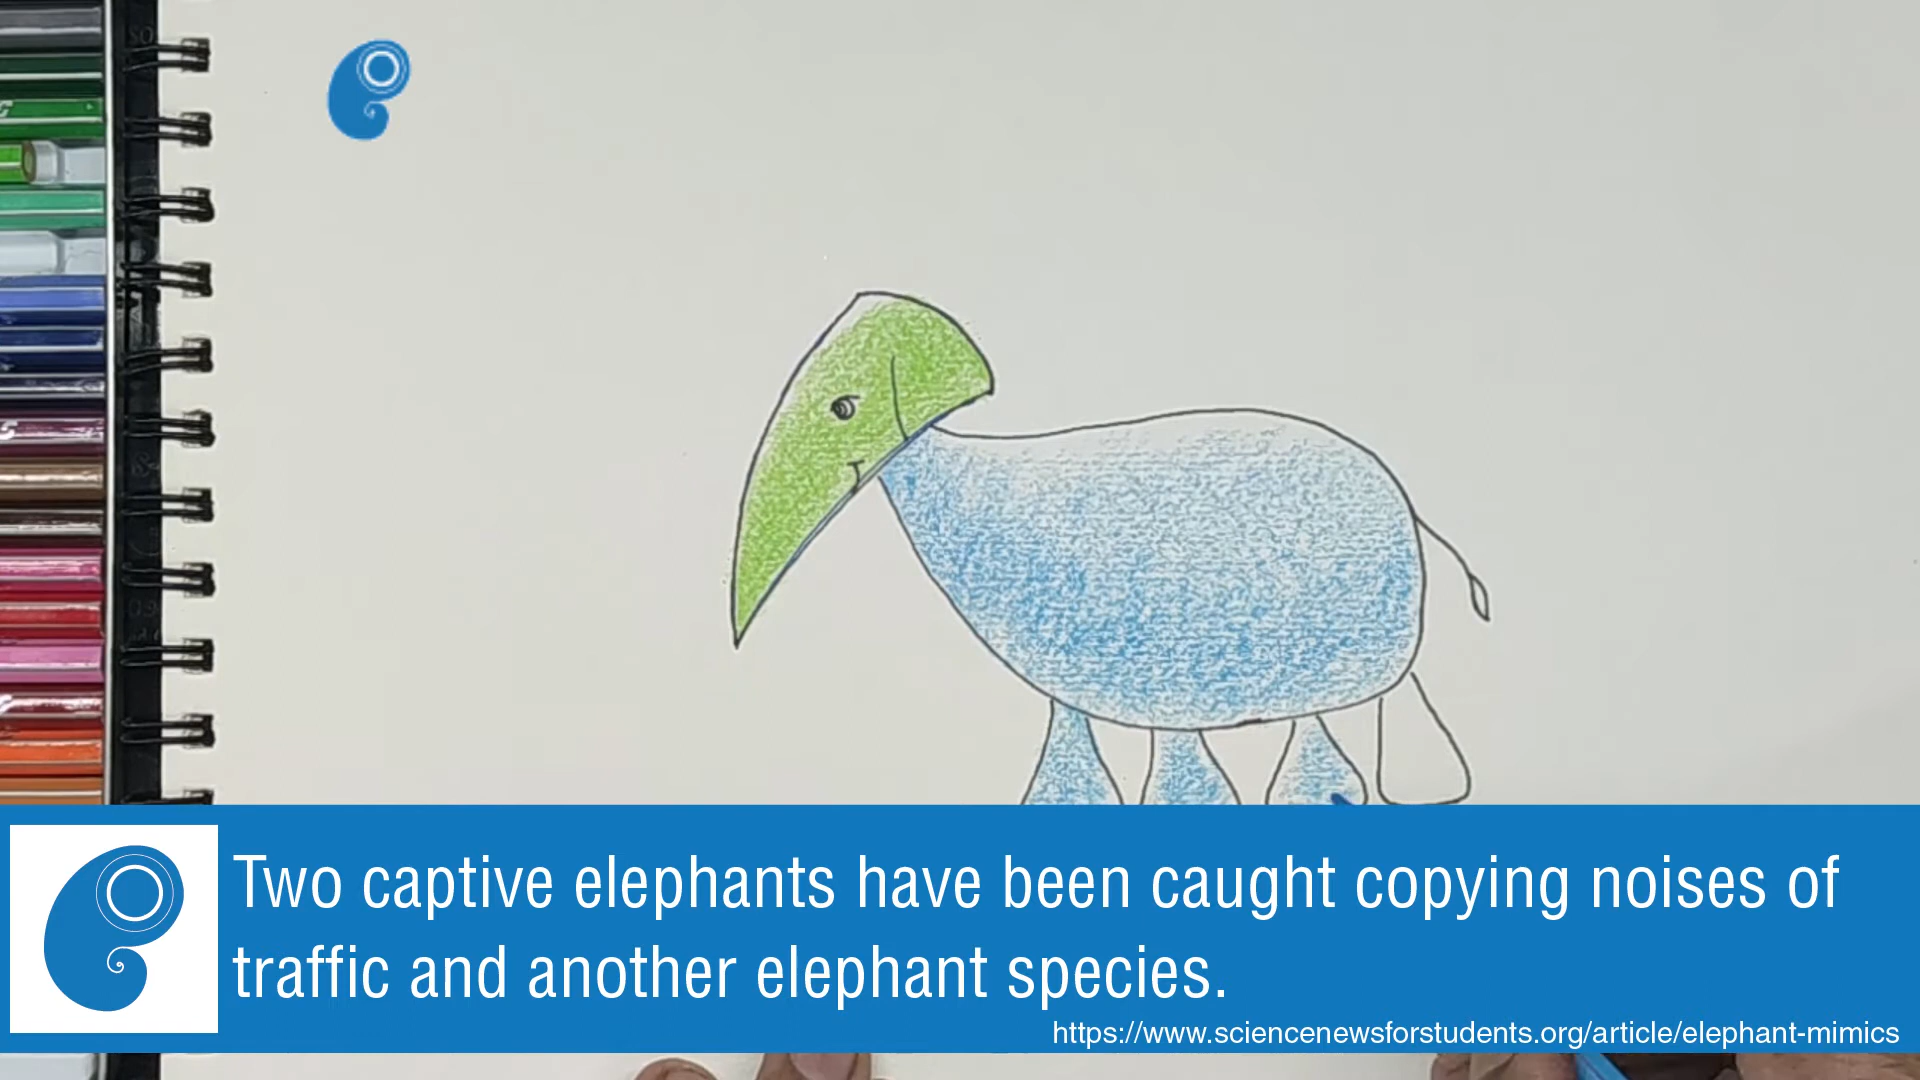 Two captive elephants have been caught copying noises of
traffic and another elephant species.
https://www.sciencenewsforstudents.org/article/elephant-mimics